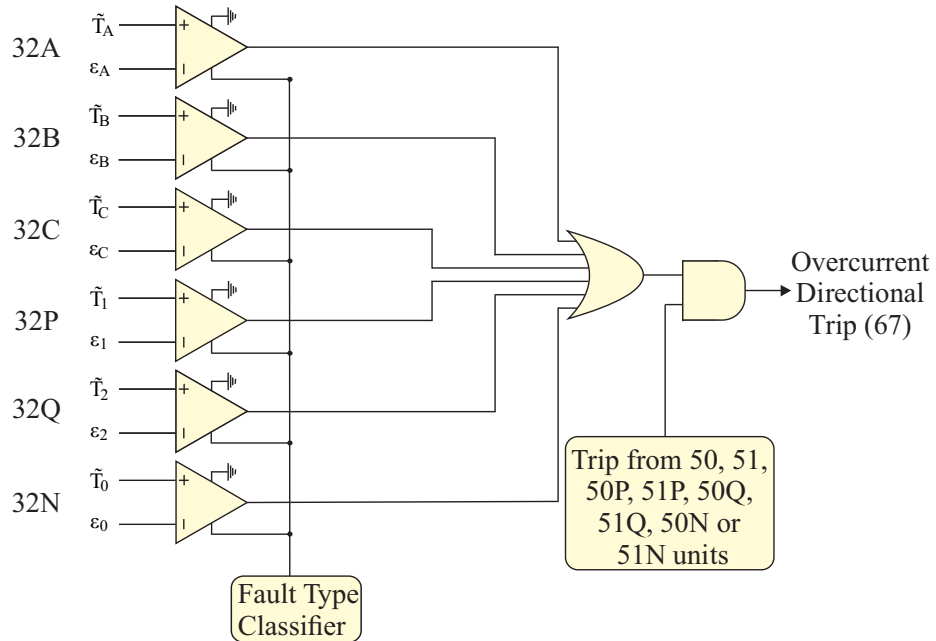 32A
T̃A
εA
+
−
32B
T̃B
εB
+
−
32C
T̃C
εC
+
−
32P
T̃1
ε1
+
−
32Q
T̃2
ε2
+
−
32N
T̃0
ε0
+
−
Fault Type
Classifier
Trip from 50, 51,
50P, 51P, 50Q,
51Q, 50N or
51N units
Overcurrent
Directional
Trip (67)